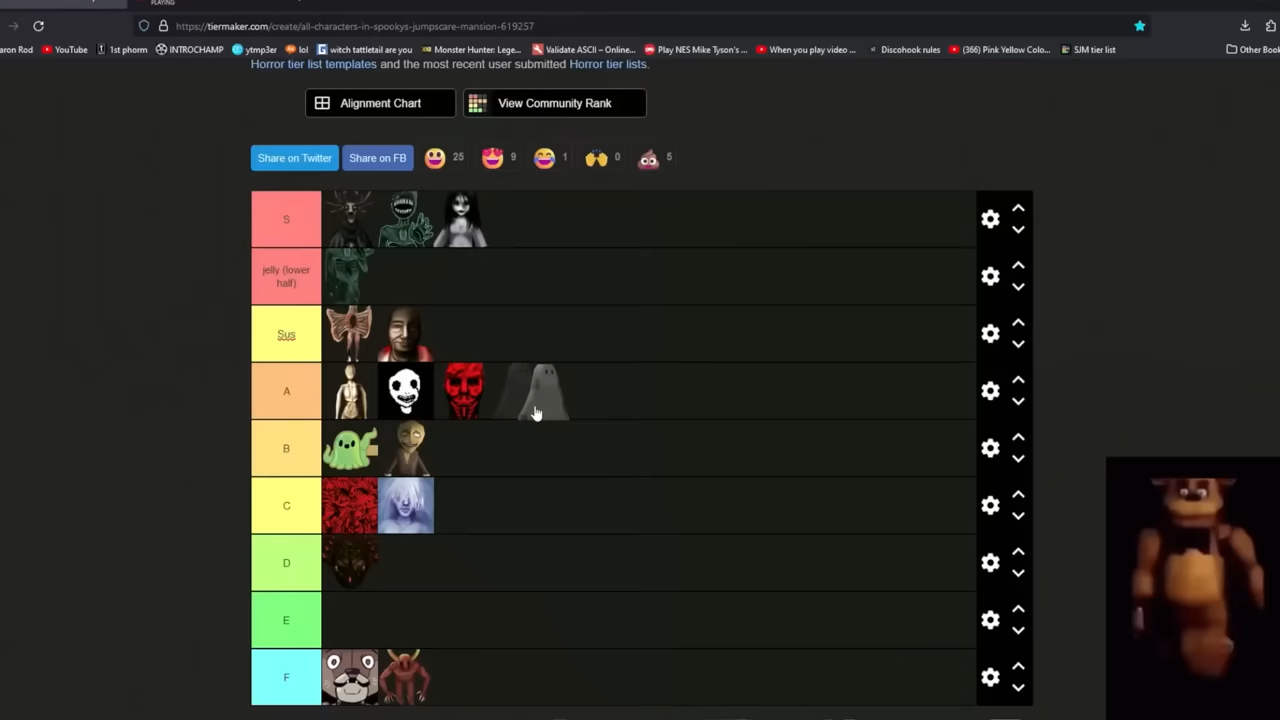 PLAYING
https://tiermaker.com/create/all-characters-in-spookys-jumpscare-mansion-619257
aron Rod YouTube 1st phorm INTROCHAMP ytmp3er lol witch tattletail are you Monster Hunter: Lege... Validate ASCII – Online... Play NES Mike Tyson's ... When you play video ... Discohook rules (366) Pink Yellow Colo... SJM tier list Other Boo
Horror tier list templates and the most recent user submitted Horror tier lists.
Alignment Chart View Community Rank
Share on Twitter Share on FB 25 9 1 0 5
S
jelly (lower
half)
Sus
A
B
C
D
E
F